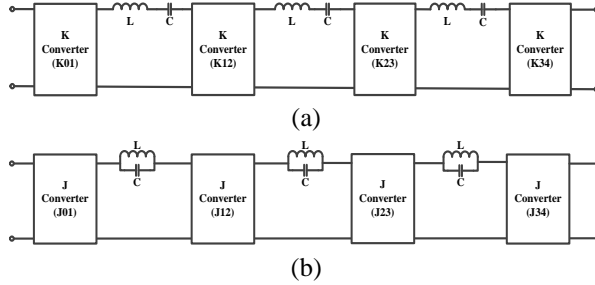 K Converter (K01)
L
C
K Converter (K12)
L
C
K Converter (K23)
L
C
K Converter (K34)
(a)
J Converter (J01)
L
C
J Converter (J12)
L
C
J Converter (J23)
L
C
J Converter (J34)
(b)